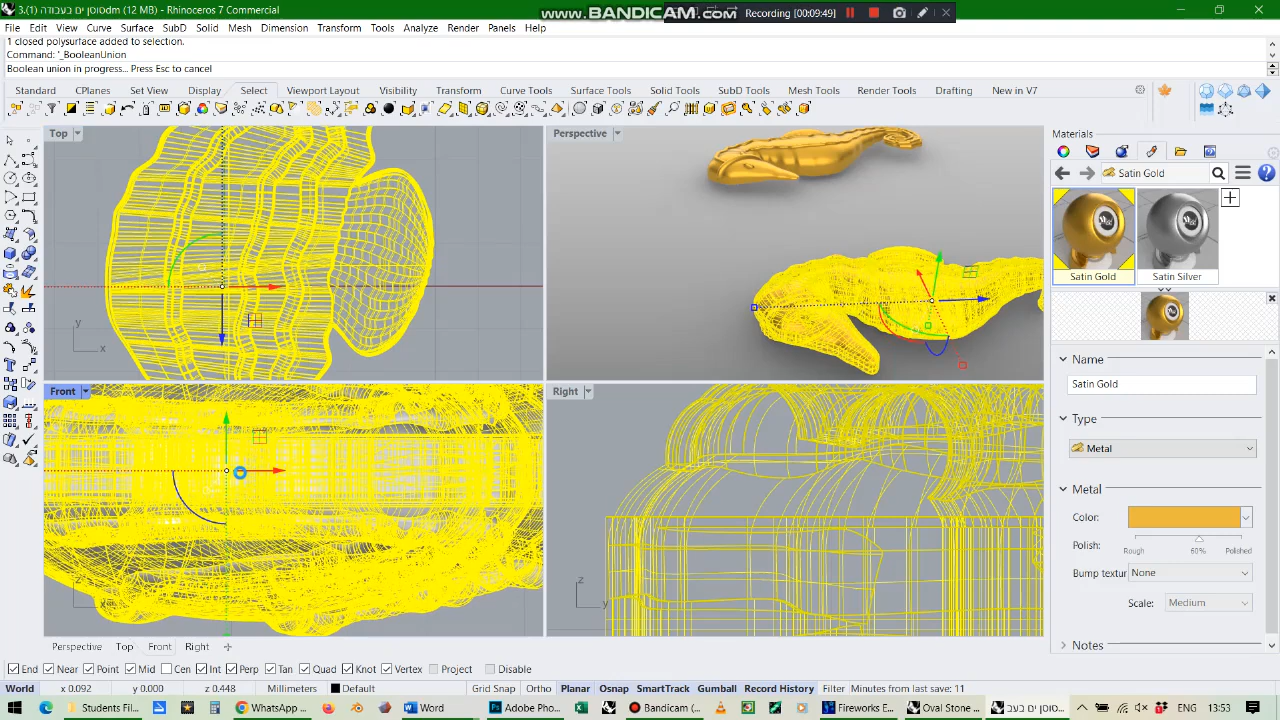 3.(1) סוסון ים בעבודה (12 MB) - Rhinoceros 7 Commercial
www.BANDICAM.com
Recording [00:09:49]
File Edit View Curve Surface SubD Solid Mesh Dimension Transform Tools Analyze Render Panels Help
1 closed polysurface added to selection.
Command: '_BooleanUnion
Boolean union in progress... Press Esc to cancel
Standard CPlanes Set View Display Select Viewport Layout Visibility Transform Curve Tools Surface Tools Solid Tools SubD Tools Mesh Tools Render Tools Drafting New in V7
Top
Perspective
Materials
Satin Gold
Satin Gold Satin Silver
y
x
Front
Right
Name
Satin Gold
Type
Metal
Metal
Color:
Polish:
Rough 60% Polished
Bump textur None
Scale: Medium
z
x
z
y
Notes
Perspective Top Front Right
End Near Point Mid Cen Int Perp Tan Quad Knot Vertex Project Disable
World x 0.092 y 0.000 z 0.448 Millimeters Default Grid Snap Ortho Planar Osnap SmartTrack Gumball Record History Filter Minutes from last save: 11
Students Fil... WhatsApp ... Word Adobe Pho... Bandicam (... Fireworks E... Oval Stone ... סוסון ים בעב... 13:53